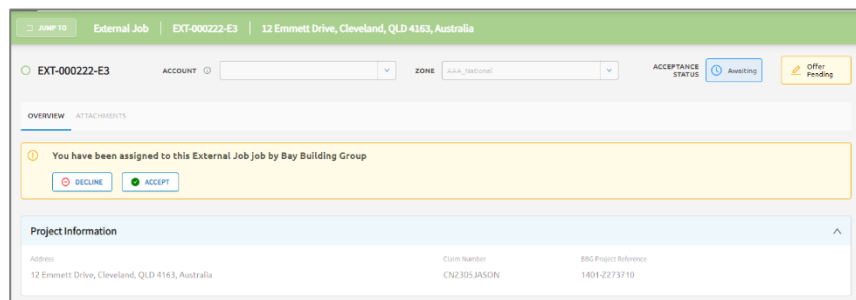 JUMP TO External Job EXT-000222-E3 12 Emmett Drive, Cleveland, QLD 4163, Australia
EXT-000222-E3 ACCOUNT ZONE AAA_National ACCEPTANCE STATUS Awaiting Offer Pending
OVERVIEW ATTACHMENTS
You have been assigned to this External Job job by Bay Building Group
DECLINE ACCEPT
Project Information
Address Claim Number BBG Project Reference
12 Emmett Drive, Cleveland, QLD 4163, Australia CN2305JASON 1401-Z273710